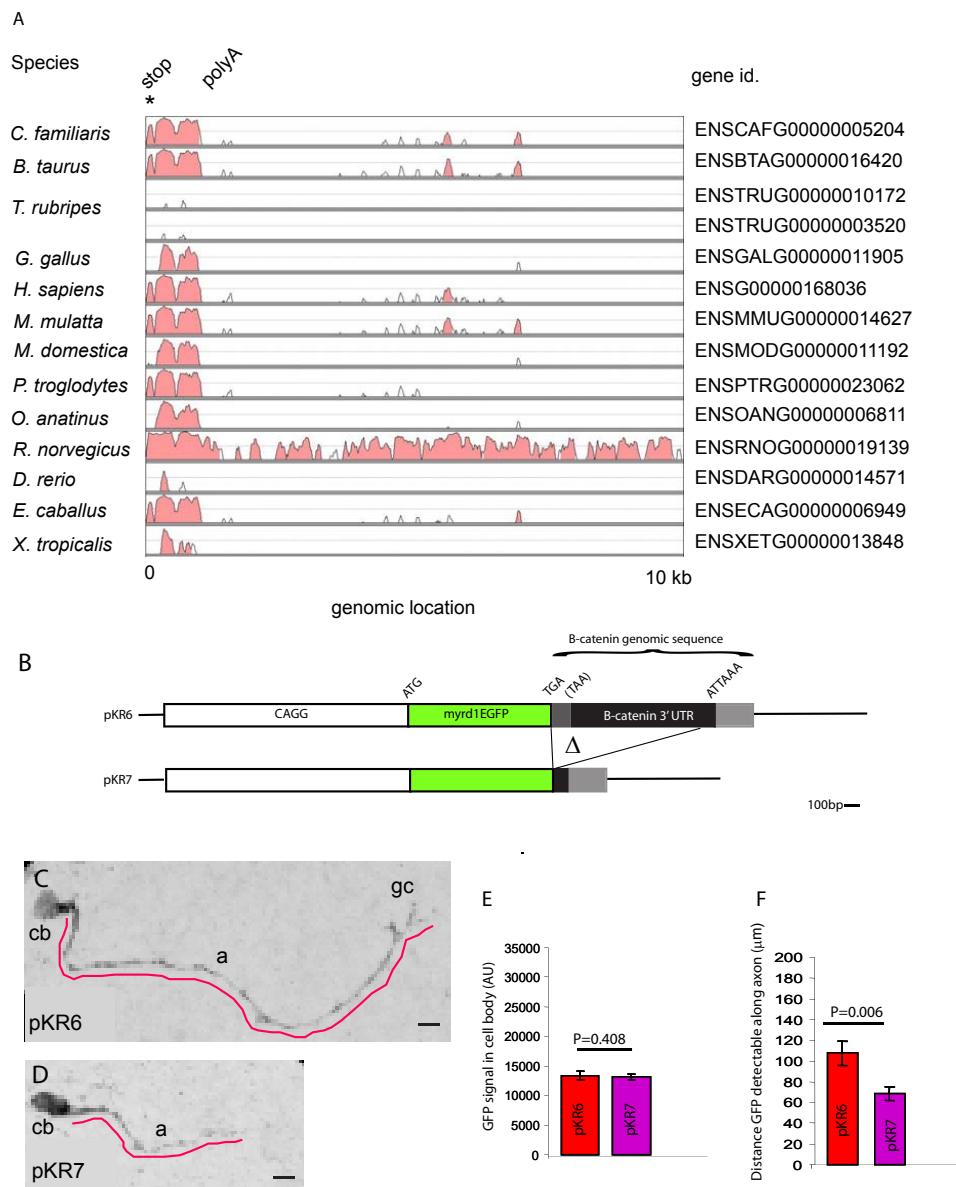 A
Species
stop
*
polyA
gene id.
C. familiaris ENSCAFG00000005204
B. taurus ENSBTAG00000016420
T. rubripes ENSTRUG00000010172
ENSTRUG00000003520
G. gallus ENSGALG00000011905
H. sapiens ENSG00000168036
M. mulatta ENSMMUG00000014627
M. domestica ENSMODG00000011192
P. troglodytes ENSPTRG00000023062
O. anatinus ENSOANG00000006811
R. norvegicus ENSRNOG00000019139
D. rerio ENSDARG00000014571
E. caballus ENSECAG00000006949
X. tropicalis ENSXETG00000013848
0 10 kb
genomic location
B
B-catenin genomic sequence
ATG TGA (TAA) ATTAAA
pKR6 CAGG myrd1EGFP B-catenin 3' UTR
Δ
pKR7
100bp
C
gc
cb
a
pKR6
D
cb
a
pKR7
E
GFP signal in cell body (AU)
35000
30000
25000
20000
15000
10000
5000
0
P=0.408
pKR6
pKR7
F
Distance GFP detectable along axon (μm)
200
180
160
140
120
100
80
60
40
20
0
P=0.006
pKR6
pKR7